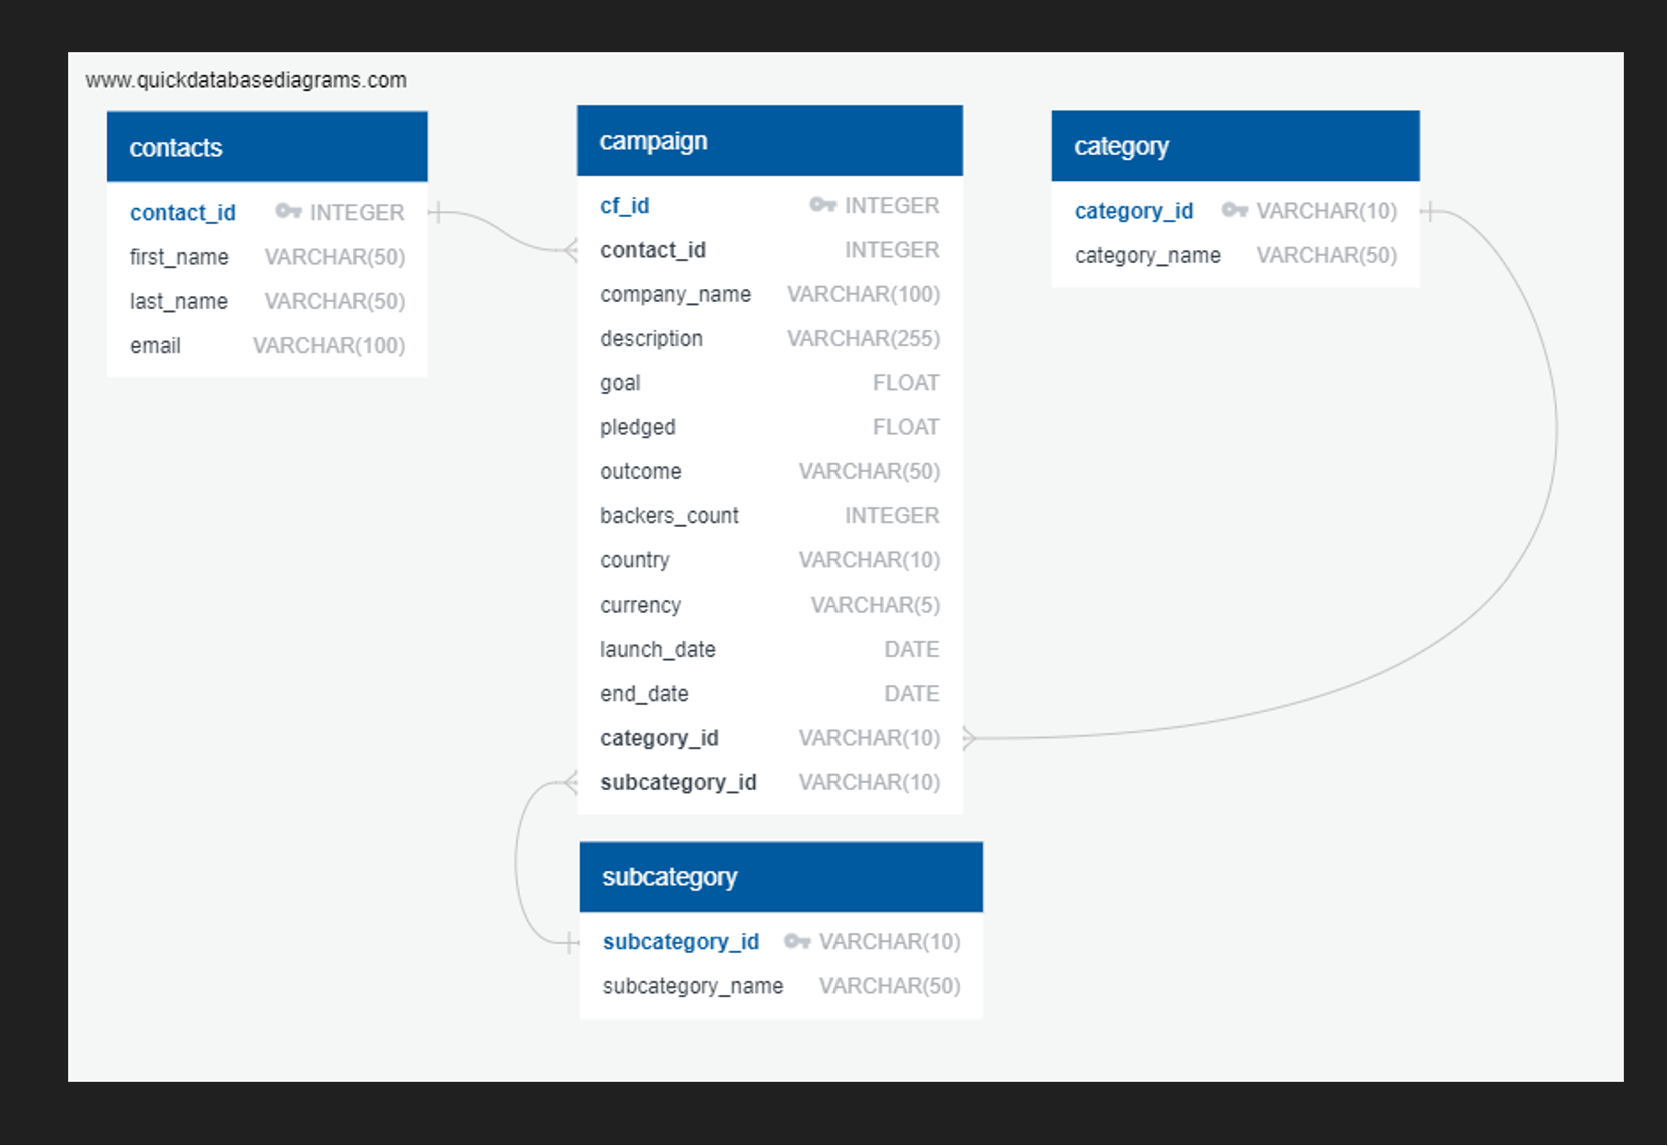 www.quickdatabasediagrams.com
contacts
contact_id INTEGER
first_name VARCHAR(50)
last_name VARCHAR(50)
email VARCHAR(100)
campaign
cf_id INTEGER
contact_id INTEGER
company_name VARCHAR(100)
description VARCHAR(255)
goal FLOAT
pledged FLOAT
outcome VARCHAR(50)
backers_count INTEGER
country VARCHAR(10)
currency VARCHAR(5)
launch_date DATE
end_date DATE
category_id VARCHAR(10)
subcategory_id VARCHAR(10)
category
category_id VARCHAR(10)
category_name VARCHAR(50)
subcategory
subcategory_id VARCHAR(10)
subcategory_name VARCHAR(50)